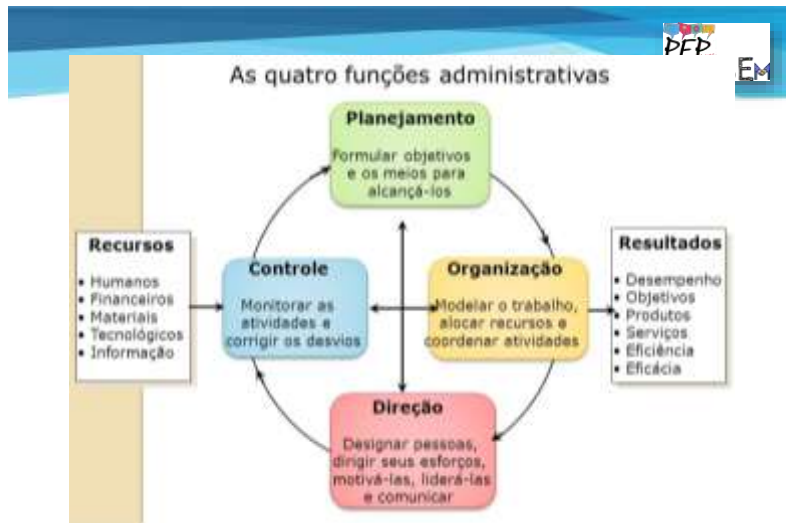 PFP
EM
As quatro funções administrativas
Planejamento
Formular objetivos
e os meios para
alcançá-los
Recursos
• Humanos
• Financeiros
• Materiais
• Tecnológicos
• Informação
Controle
Monitorar as
atividades e
corrigir os desvios
Organização
Modelar o trabalho,
alocar recursos e
coordenar atividades
Resultados
• Desempenho
• Objetivos
• Produtos
• Serviços
• Eficiência
• Eficácia
Direção
Designar pessoas,
dirigir seus esforços,
motivá-las, liderá-las
e comunicar